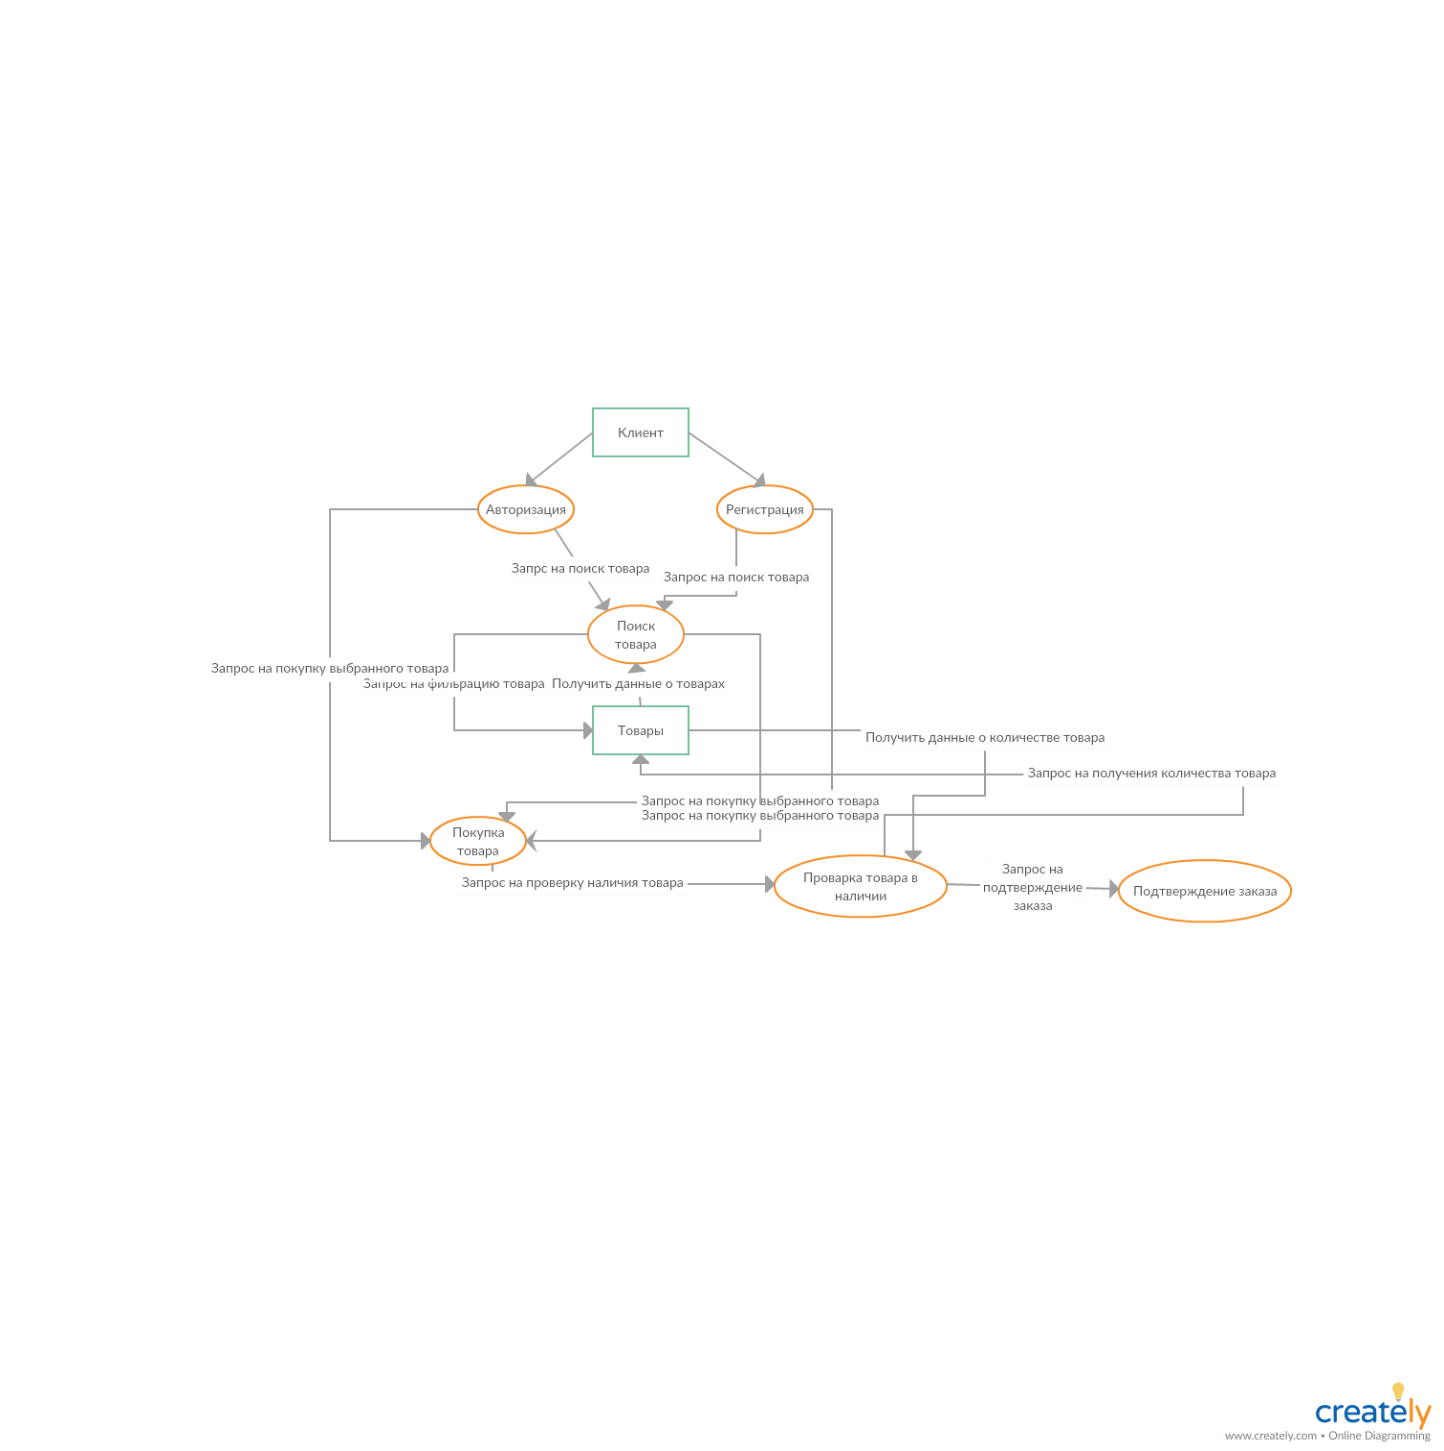 Клиент
Авторизация
Регистрация
Запрс на поиск товара
Запрос на поиск товара
Поиск
товара
Запрос на покупку выбранного товара
Запрос на фильрацию товара
Получить данные о товарах
Товары
Получить данные о количестве товара
Запрос на получения количества товара
Запрос на покупку выбранного товара
Запрос на покупку выбранного товара
Покупка
товара
Запрос на проверку наличия товара
Проварка товара в
наличии
Запрос на
подтверждение
заказа
Подтверждение заказа
creately
www.creately.com • Online Diagramming